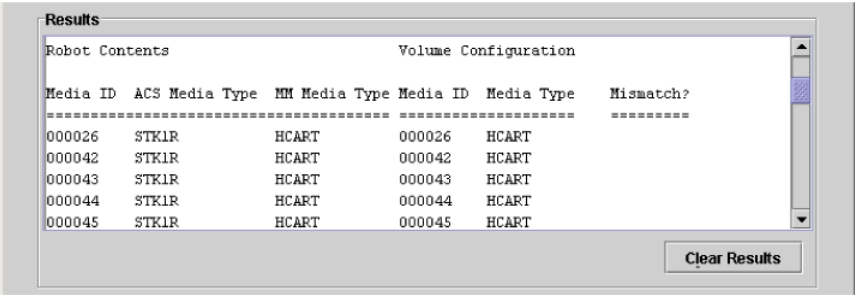 Results
Robot Contents Volume Configuration
Media ID ACS Media Type MM Media Type Media ID Media Type Mismatch?
======================================= ==================== =========
000026 STK1R HCART 000026 HCART
000042 STK1R HCART 000042 HCART
000043 STK1R HCART 000043 HCART
000044 STK1R HCART 000044 HCART
000045 STK1R HCART 000045 HCART
Clear Results